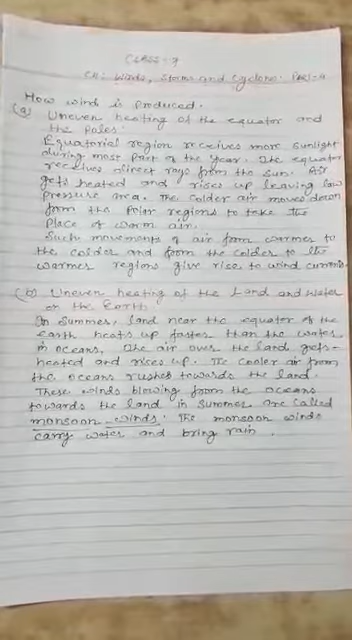 Class-7
CH: Winds, Storms and Cyclone. Part-4
How wind is produced.
(a) Uneven heating of the equator and
the poles.
Equatorial region receives more sunlight
during most part of the year. The equator
receives direct rays from the sun. Air
gets heated and rises up leaving low
pressure area. The colder air moves down
from the polar regions to take the
place of warm air.
Such movements of air from warmer to
the colder and from the colder to the
warmer regions give rise to wind currents.
(b) Uneven heating of the Land and Water
on the Earth.
In Summer, land near the equator of the
earth heats up faster than the water
in oceans. The air over the land gets
heated and rises up. The cooler air from
the oceans rushes towards the land.
These winds blowing from the oceans
towards the land in summer are called
monsoon winds. The monsoon winds
carry water and bring rain.